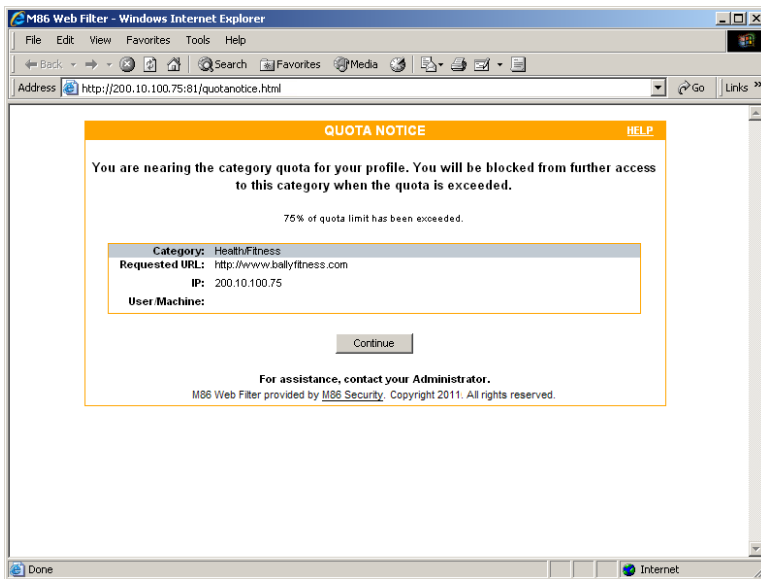 M86 Web Filter - Windows Internet Explorer
File Edit View Favorites Tools Help
Back Search Favorites Media
Address http://200.10.100.75:81/quotanotice.html Go Links »
QUOTA NOTICE HELP
You are nearing the category quota for your profile. You will be blocked from further access
to this category when the quota is exceeded.
75% of quota limit has been exceeded.
Category: Health/Fitness
Requested URL: http://www.ballyfitness.com
IP: 200.10.100.75
User/Machine:
Continue
For assistance, contact your Administrator.
M86 Web Filter provided by M86 Security. Copyright 2011. All rights reserved.
Done Internet